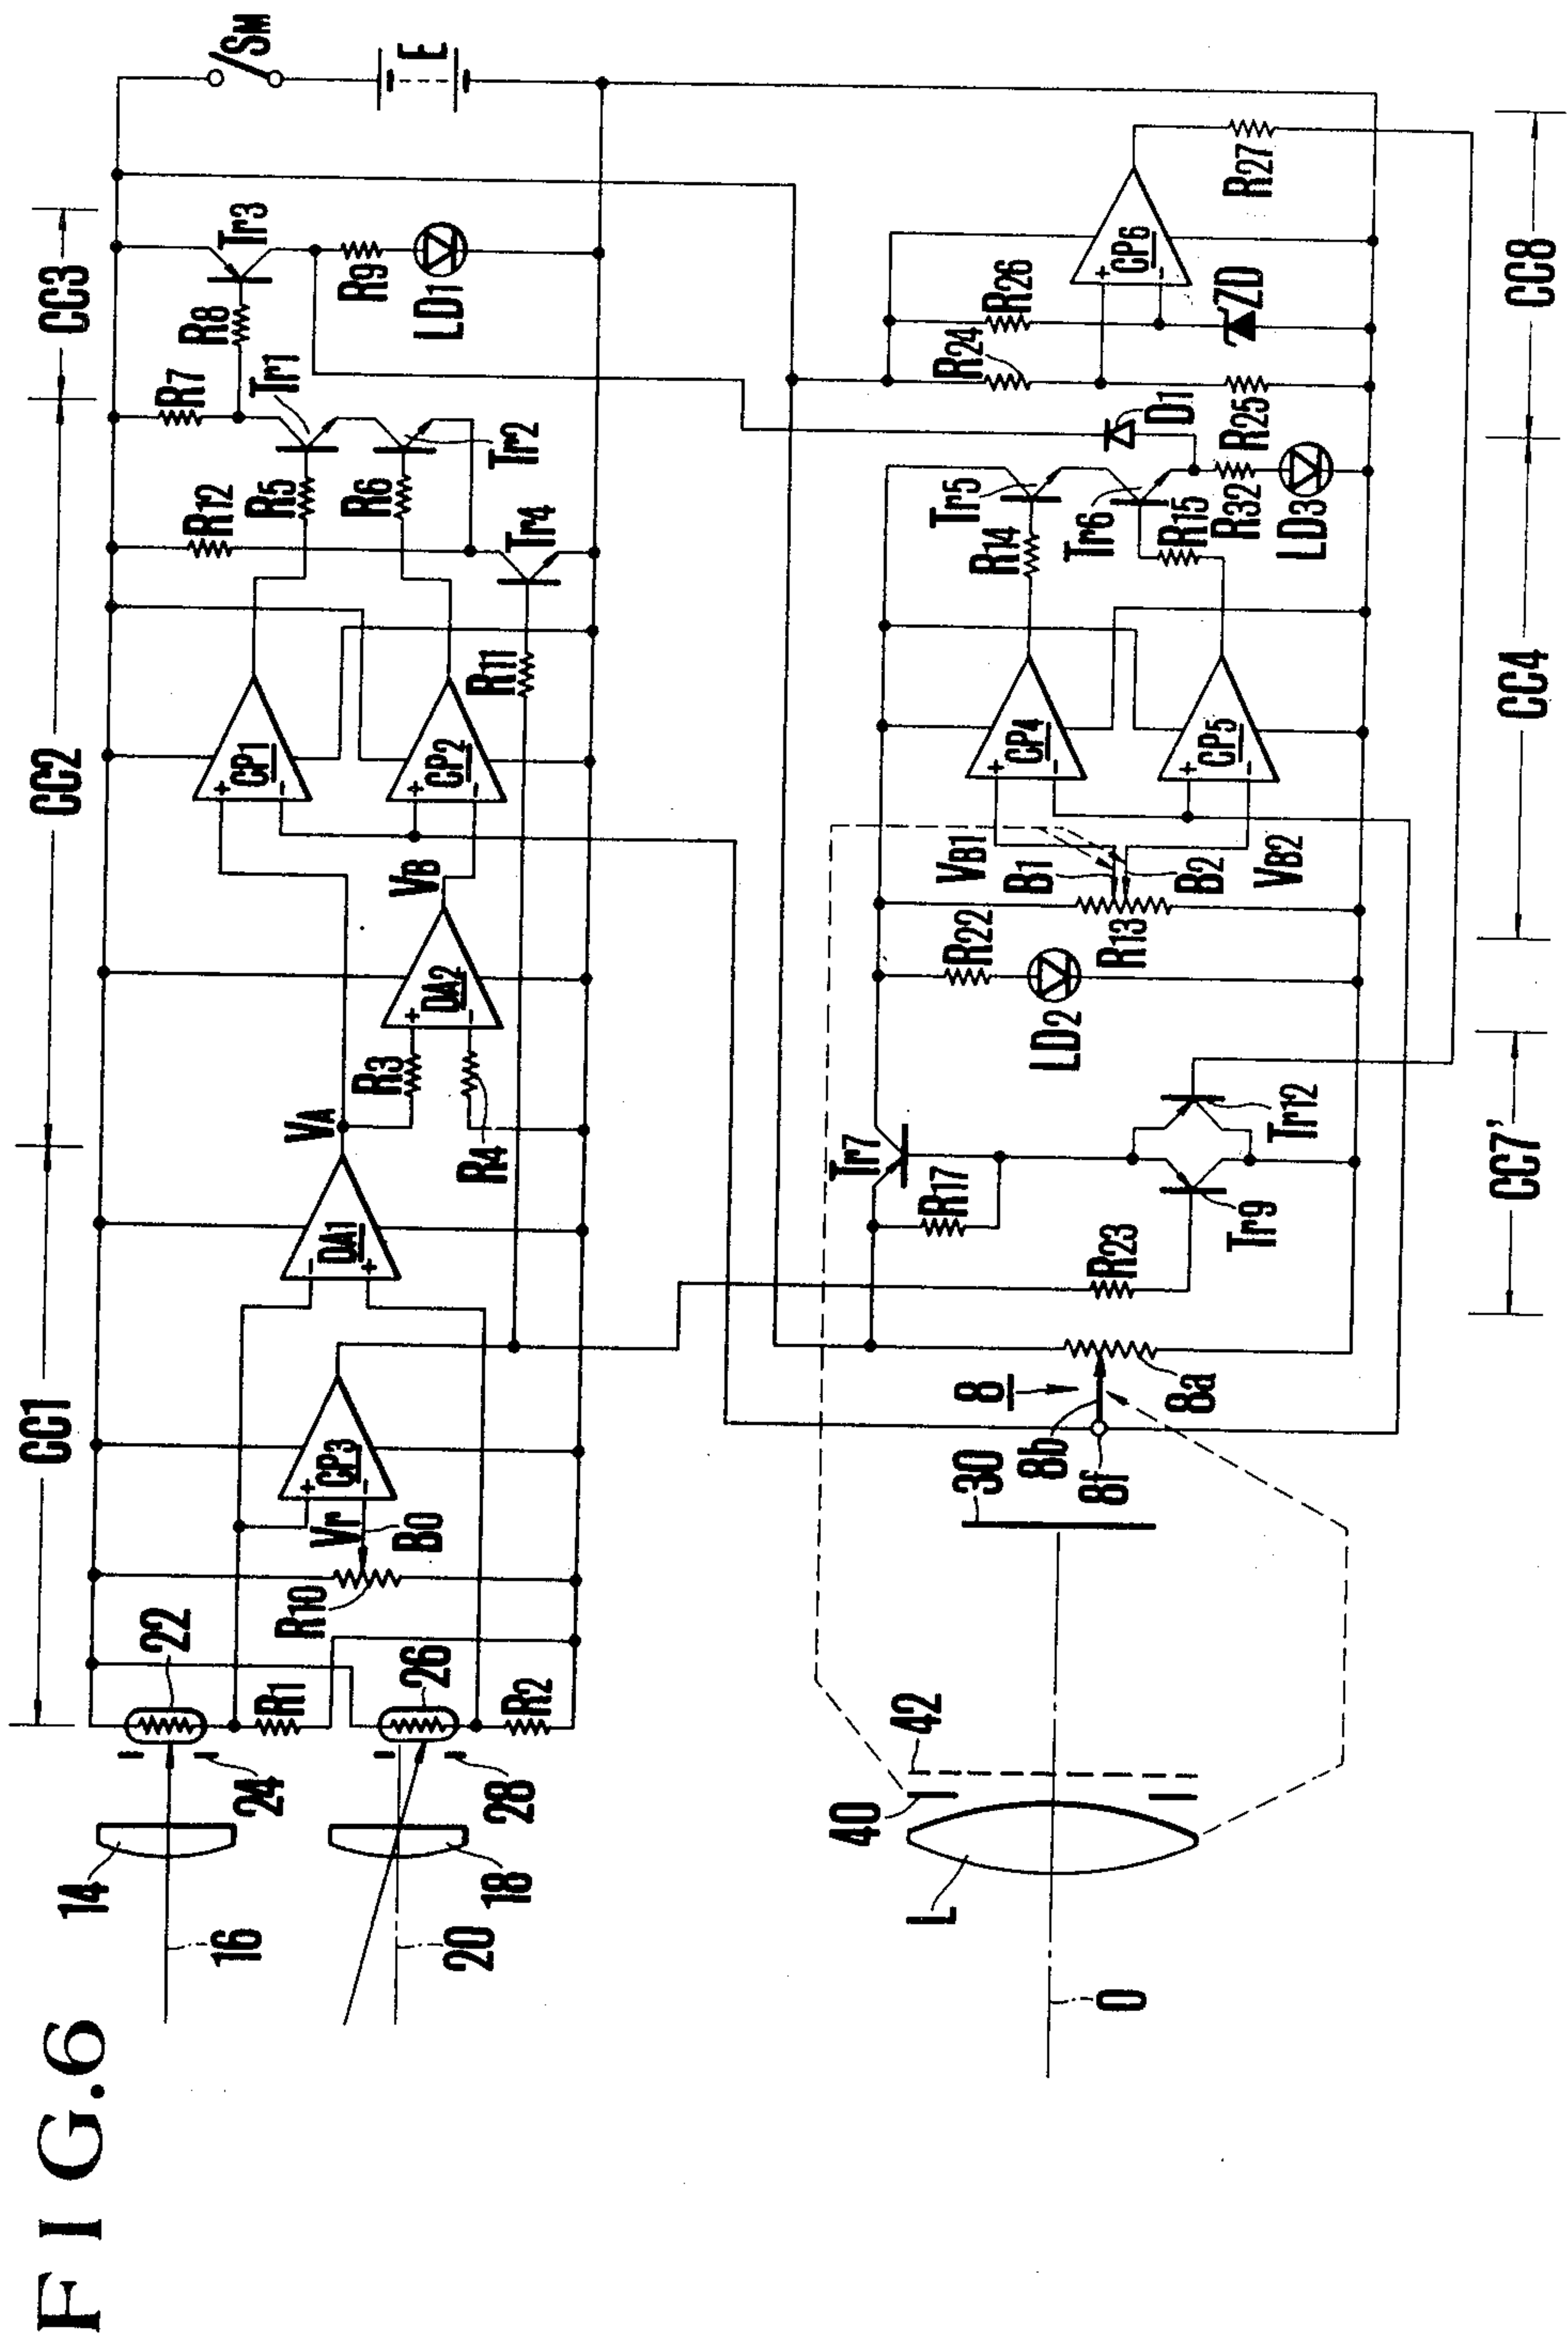 FIG.6
CC1
CC2
CC3
14
16
18
20
22
24
26
28
R1
R2
R10
Vr
B0
CP3
+
−
DA1
−
+
VA
R3
R4
DA2
+
−
VB
CP1
+
−
CP2
+
−
R11
R12
R5
R6
Tr4
Tr1
Tr2
R7
R8
Tr3
R9
LD1
SM
E
L
O
40
42
30
8
8a
8b
8f
R23
R17
Tr7
Tr9
Tr12
LD2
R22
R13
VB1
B1
B2
VB2
CP4
+
−
CP5
+
−
R14
Tr5
Tr6
R15
R32
LD3
D1
R24
R25
R26
ZD
CP6
+
−
R27
CC7'
CC4
CC8